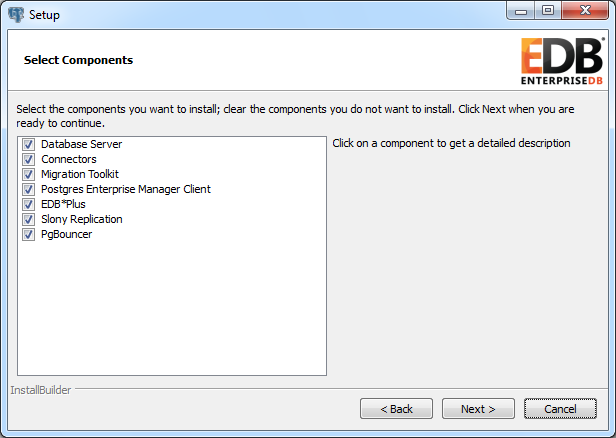 Setup
Select Components
EDB
ENTERPRISEDB
Select the components you want to install; clear the components you do not want to install. Click Next when you are
ready to continue.
Database Server
Click on a component to get a detailed description
Connectors
Migration Toolkit
Postgres Enterprise Manager Client
EDB*Plus
Slony Replication
PgBouncer
InstallBuilder
< Back
Next >
Cancel